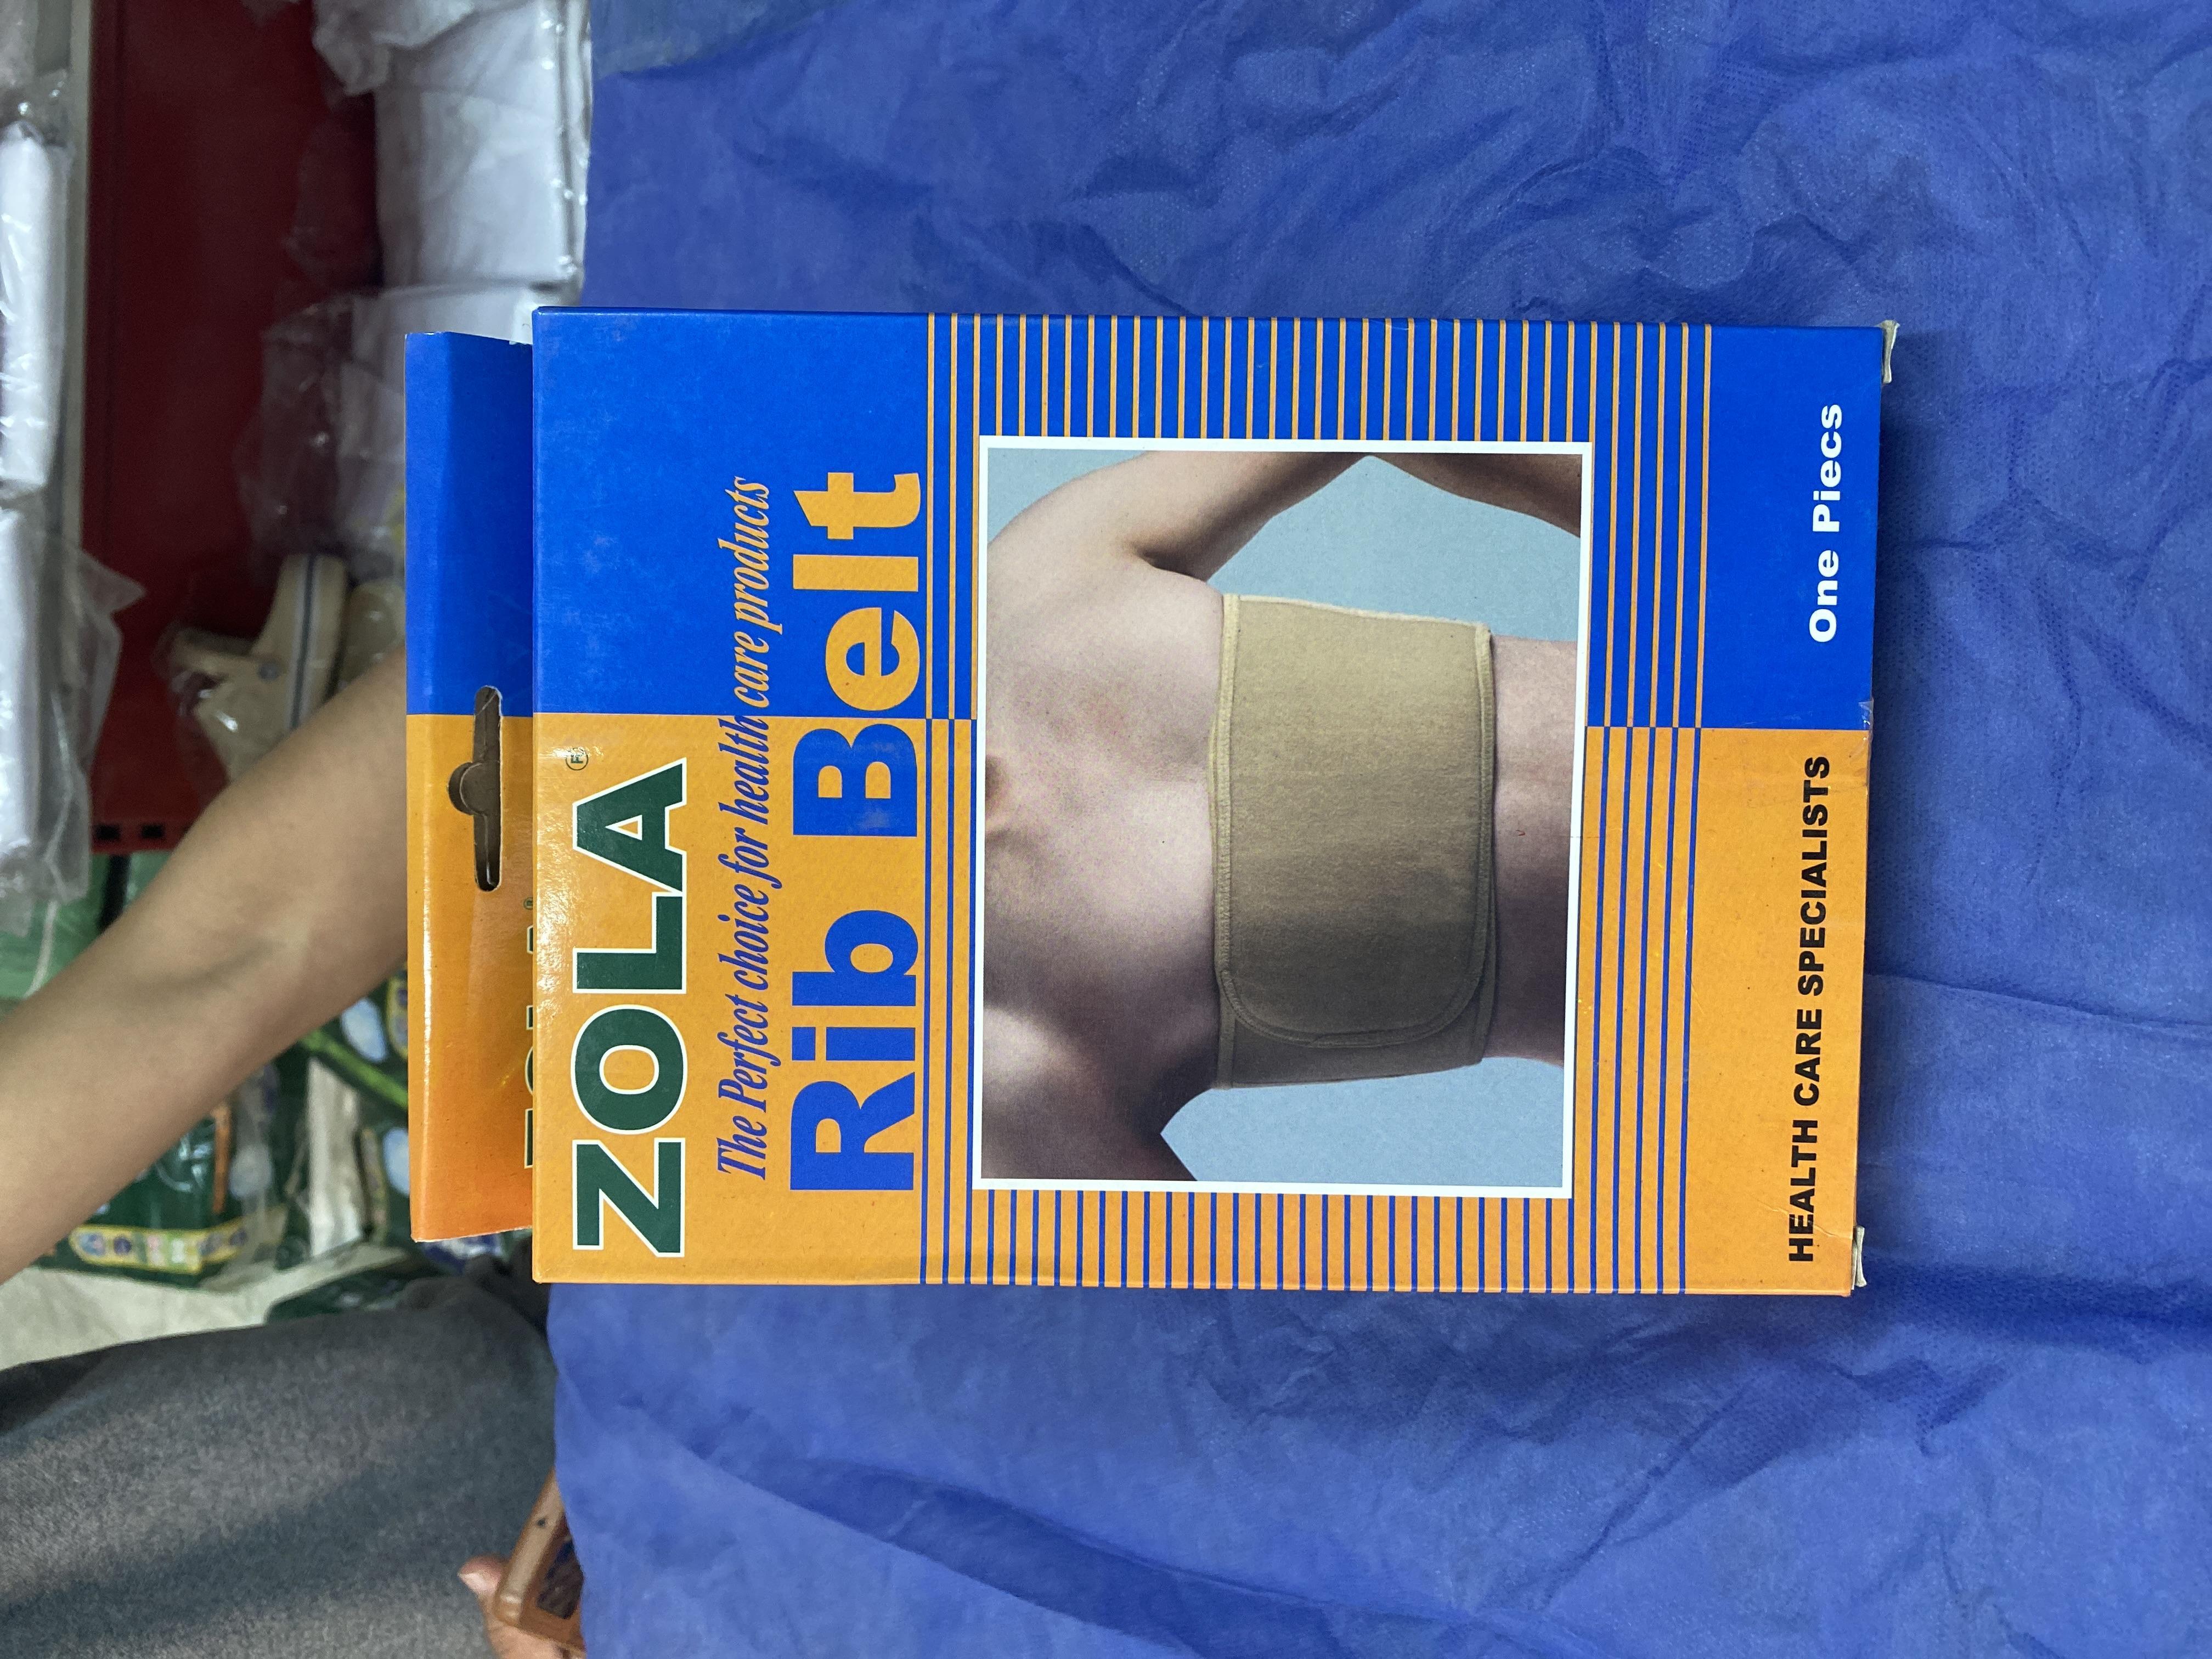 ZOLA®
The Perfect choice for health care products
Rib Belt
HEALTH CARE SPECIALISTS
One Piecs